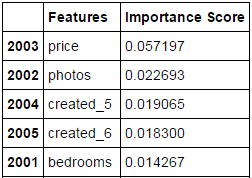 Features Importance Score
2003 price 0.057197
2002 photos 0.022693
2004 created_5 0.019065
2005 created_6 0.018300
2001 bedrooms 0.014267